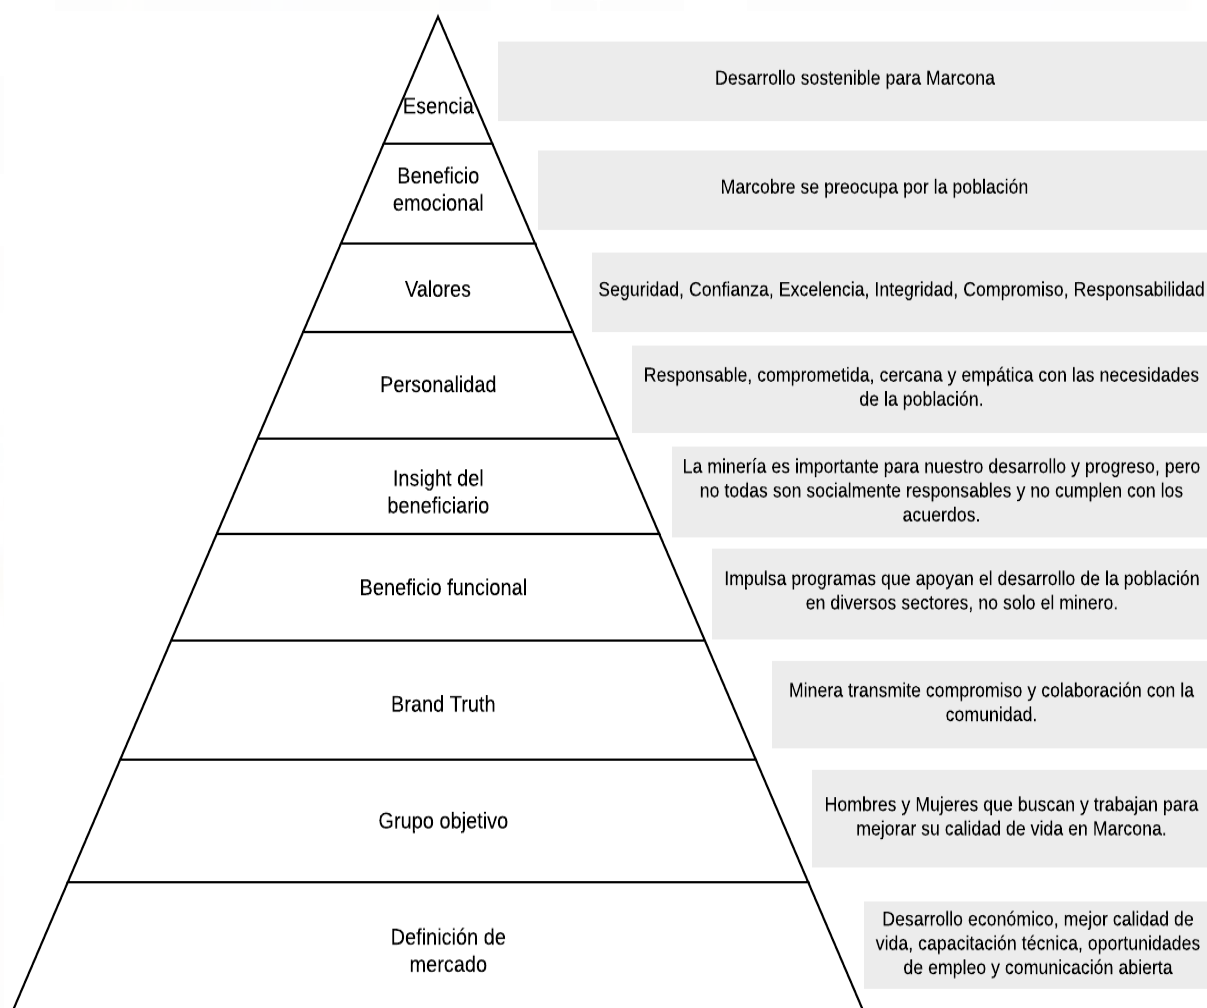 Esencia
Desarrollo sostenible para Marcona
Beneficio
emocional
Marcobre se preocupa por la población
Valores
Seguridad, Confianza, Excelencia, Integridad, Compromiso, Responsabilidad
Personalidad
Responsable, comprometida, cercana y empática con las necesidades
de la población.
Insight del
beneficiario
La minería es importante para nuestro desarrollo y progreso, pero
no todas son socialmente responsables y no cumplen con los
acuerdos.
Beneficio funcional
Impulsa programas que apoyan el desarrollo de la población
en diversos sectores, no solo el minero.
Brand Truth
Minera transmite compromiso y colaboración con la
comunidad.
Grupo objetivo
Hombres y Mujeres que buscan y trabajan para
mejorar su calidad de vida en Marcona.
Definición de
mercado
Desarrollo económico, mejor calidad de
vida, capacitación técnica, oportunidades
de empleo y comunicación abierta